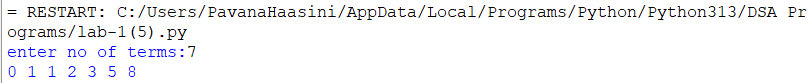 = RESTART: C:/Users/PavanaHaasini/AppData/Local/Programs/Python/Python313/DSA Pr
ograms/lab-1(5).py
enter no of terms:7
0 1 1 2 3 5 8